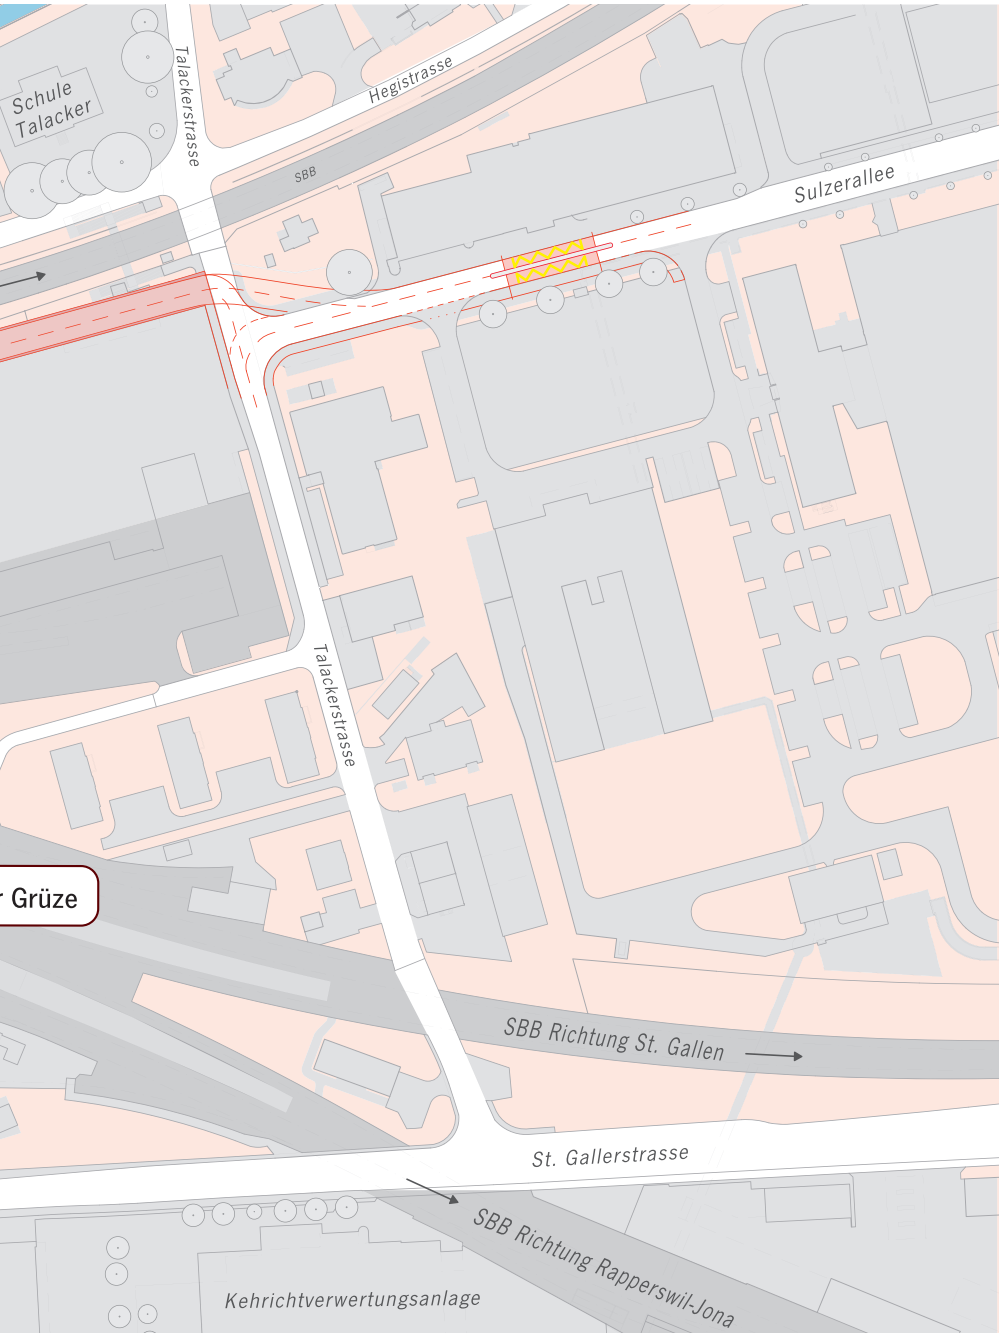 Talackerstrasse
Hegistrasse
Schule
Talacker
SBB
Sulzerallee
Talackerstrasse
r Grüze
SBB Richtung St. Gallen
St. Gallerstrasse
SBB Richtung Rapperswil-Jona
Kehrichtverwertungsanlage